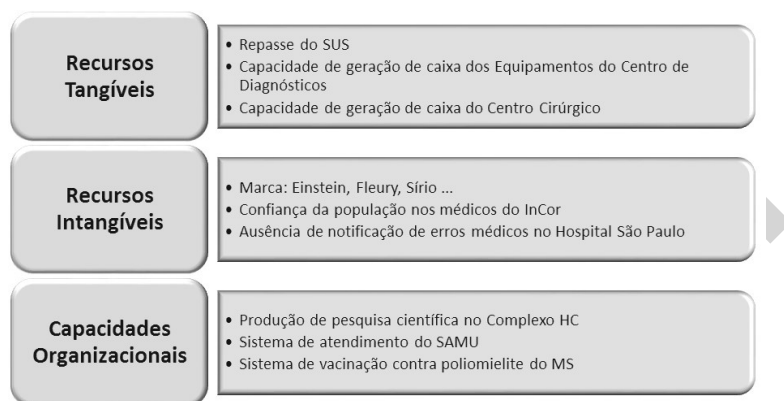 Recursos
Tangíveis
• Repasse do SUS
• Capacidade de geração de caixa dos Equipamentos do Centro de
Diagnósticos
• Capacidade de geração de caixa do Centro Cirúrgico
Recursos
Intangíveis
• Marca: Einstein, Fleury, Sírio ...
• Confiança da população nos médicos do InCor
• Ausência de notificação de erros médicos no Hospital São Paulo
Capacidades
Organizacionais
• Produção de pesquisa científica no Complexo HC
• Sistema de atendimento do SAMU
• Sistema de vacinação contra poliomielite do MS